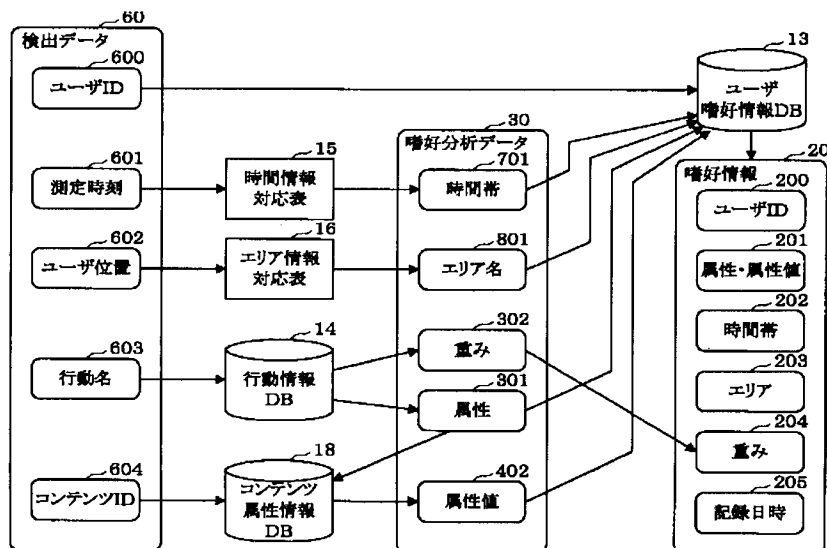 60
検出データ
600
ユーザID
601
測定時刻
602
ユーザ位置
603
行動名
604
コンテンツID
15
時間情報
対応表
16
エリア情報
対応表
14
行動情報
DB
18
コンテンツ
属性情報
DB
30
嗜好分析データ
701
時間帯
801
エリア名
302
重み
301
属性
402
属性値
13
ユーザ
嗜好情報DB
20
嗜好情報
200
ユーザID
201
属性・属性値
202
時間帯
203
エリア
204
重み
205
記録日時